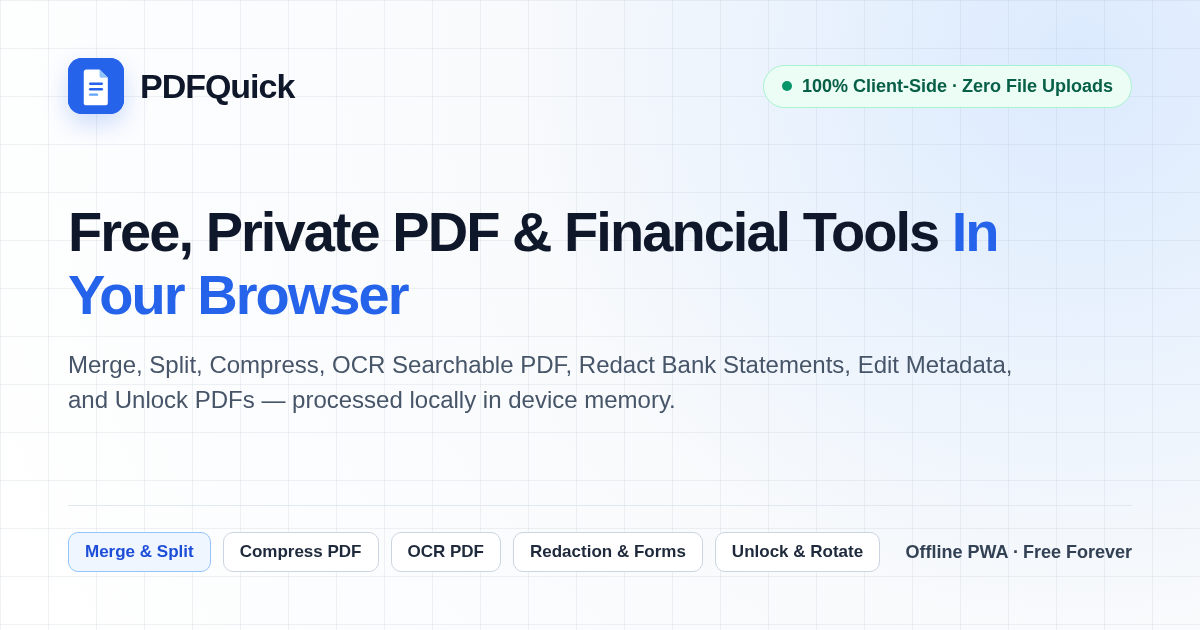 PDFQuick
100% Client-Side · Zero File Uploads
Free, Private PDF & Financial Tools In
Your Browser
Merge, Split, Compress, OCR Searchable PDF, Redact Bank Statements, Edit Metadata,
and Unlock PDFs — processed locally in device memory.
Merge & Split
Compress PDF
OCR PDF
Redaction & Forms
Unlock & Rotate
Offline PWA · Free Forever